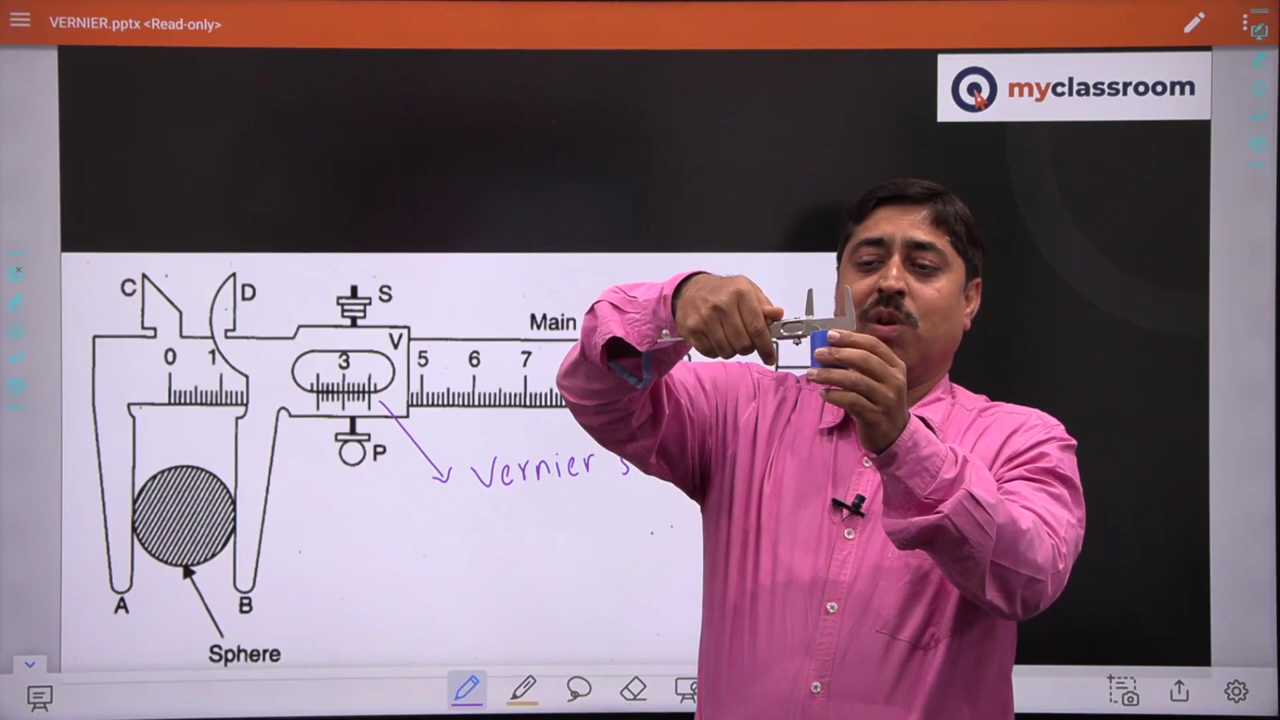 VERNIER.pptx <Read-only>
myclassroom
C
D
S
Main
V
0 1 3 5 6 7
P
Vernier
A
B
Sphere